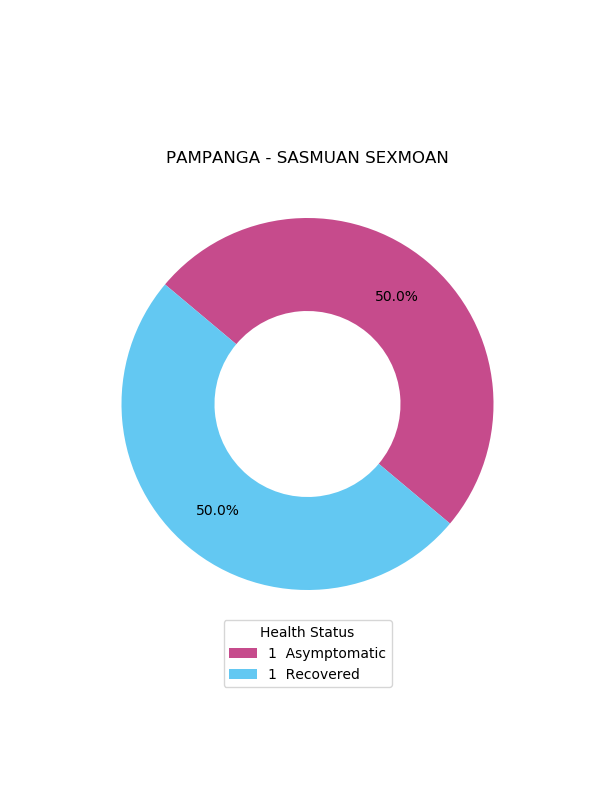 PAMPANGA - SASMUAN SEXMOAN
50.0%
50.0%
Health Status
1  Asymptomatic
1  Recovered